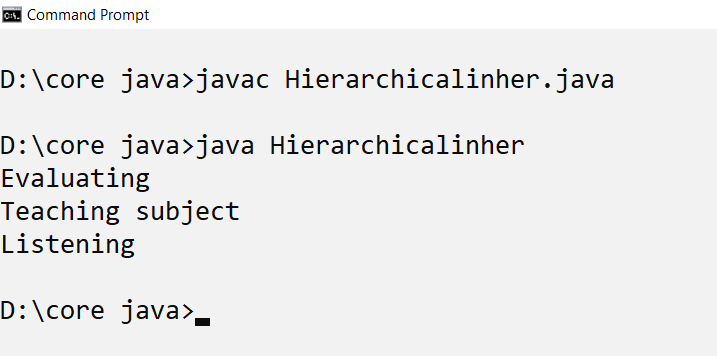 Command Prompt
D:\core java>javac Hierarchicalinher.java
D:\core java>java Hierarchicalinher
Evaluating
Teaching subject
Listening
D:\core java>